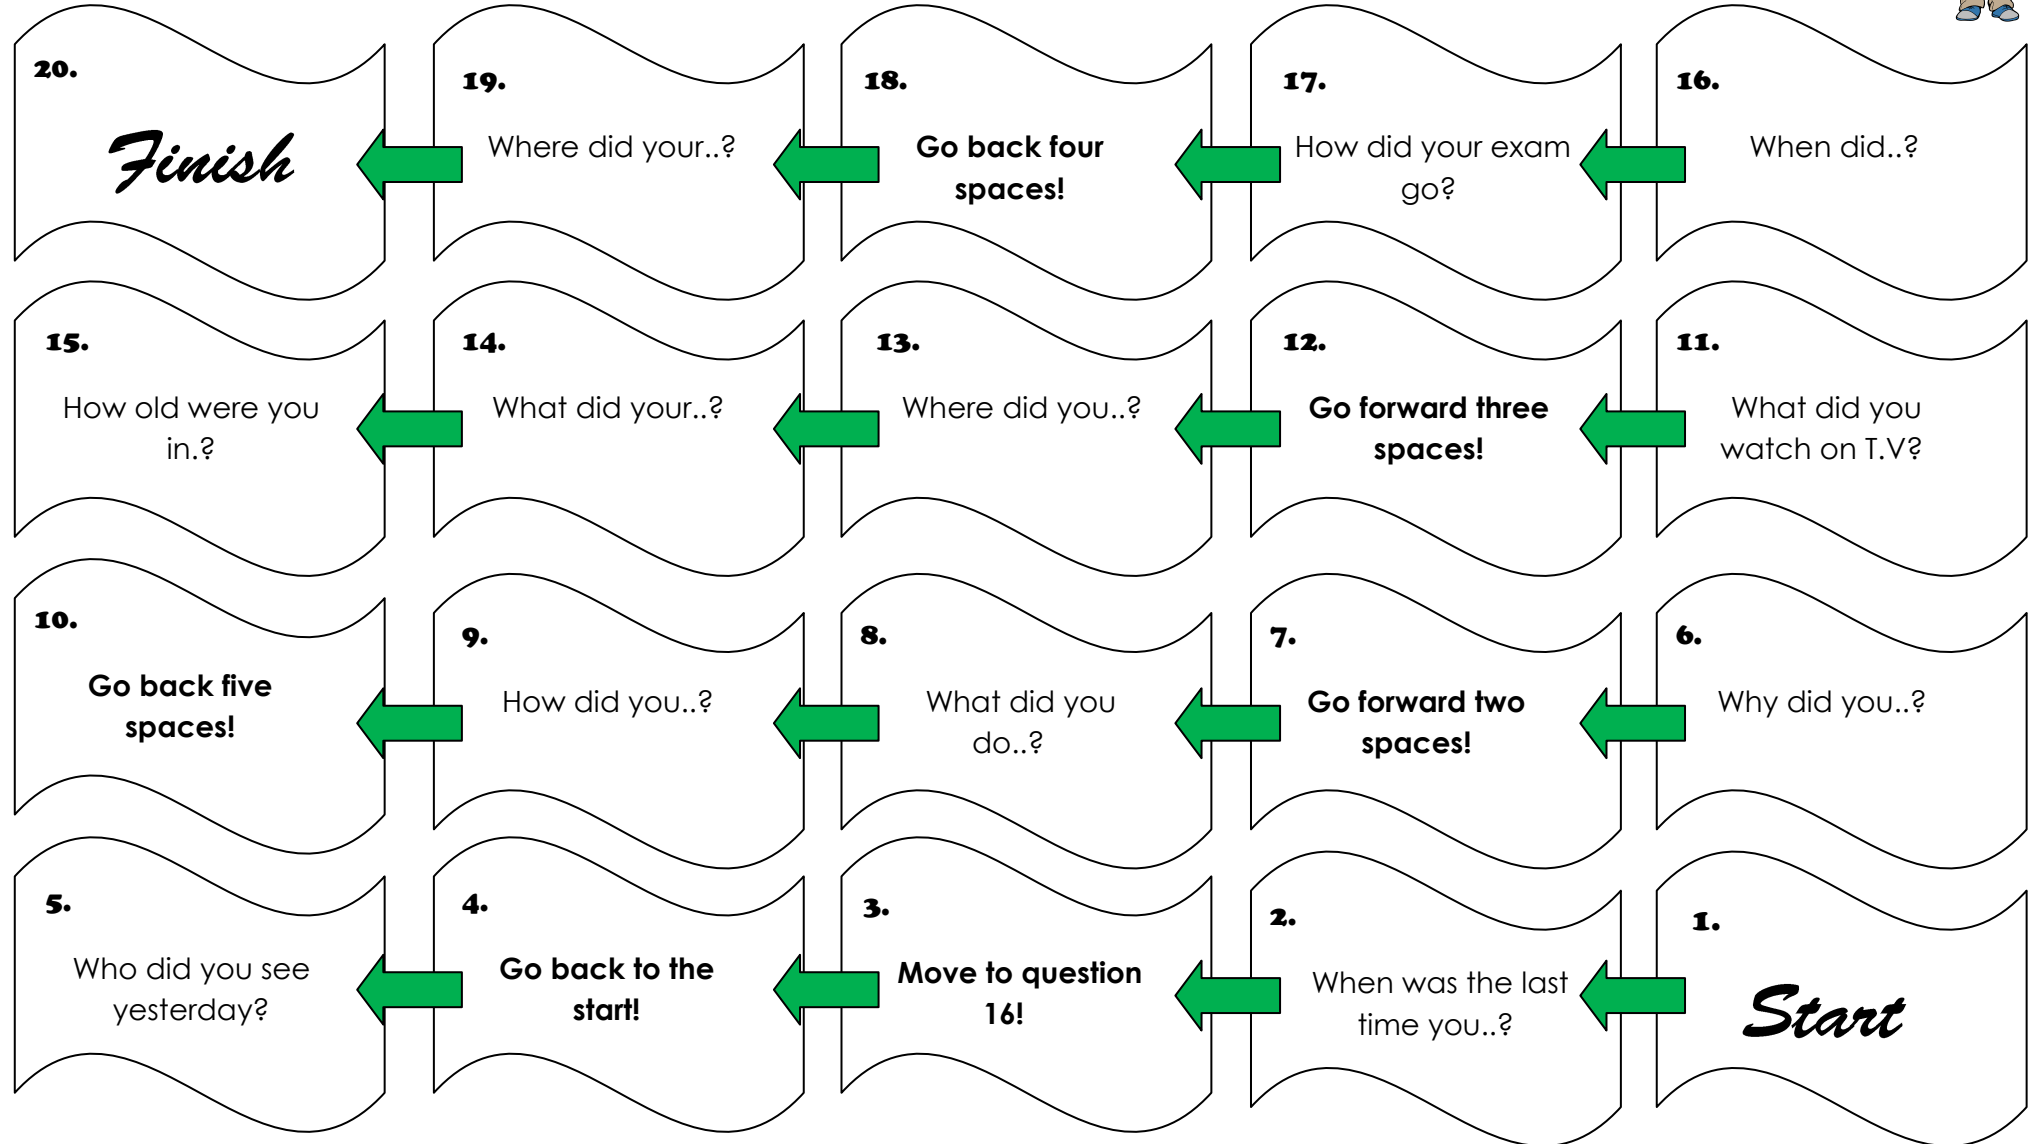 20.
Finish
19.
Where did your..?
18.
Go back four
spaces!
17.
How did your exam
go?
16.
When did..?
15.
How old were you
in.?
14.
What did your..?
13.
Where did you..?
12.
Go forward three
spaces!
11.
What did you
watch on T.V?
10.
Go back five
spaces!
9.
How did you..?
8.
What did you
do..?
7.
Go forward two
spaces!
6.
Why did you..?
5.
Who did you see
yesterday?
4.
Go back to the
start!
3.
Move to question
16!
2.
When was the last
time you..?
1.
Start